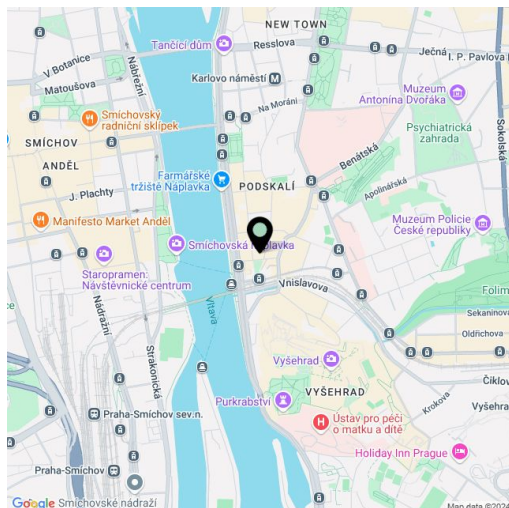 NEW TOWN
Tančící dům
Resslova
Ječná
I. P. Pavlova
V Botanice
Matoušova
Nábřežní
Karlovo náměstí M
Na Moráni
Muzeum
Antonína Dvořáka
Smíchovský
radniční sklípek
Sokolská
Psychiatrická
zahrada
SMÍCHOV
ANDĚL
Farmářské
tržiště Náplavka
Benátská
PODSKALÍ
Apolinářská
J. Plachty
Manifesto Market Anděl
Muzeum Policie
České republiky
Smíchovská Náplavka
Staropramen:
Návštěvnické centrum
Vnislavova
Nádražní
Vltava
Folim
Sekaninova
Oldřichova
Strakonická
Vyšehrad
Čiklov
VYŠEHRAD
Krokova
Purkrabství
Vyšehra
Praha-Smíchov sev.n.
H
Ústav pro péči
o matku a dítě
Holiday Inn Prague
Praha-Smíchov
Google
Smíchovské nádraží
Map data ©2024